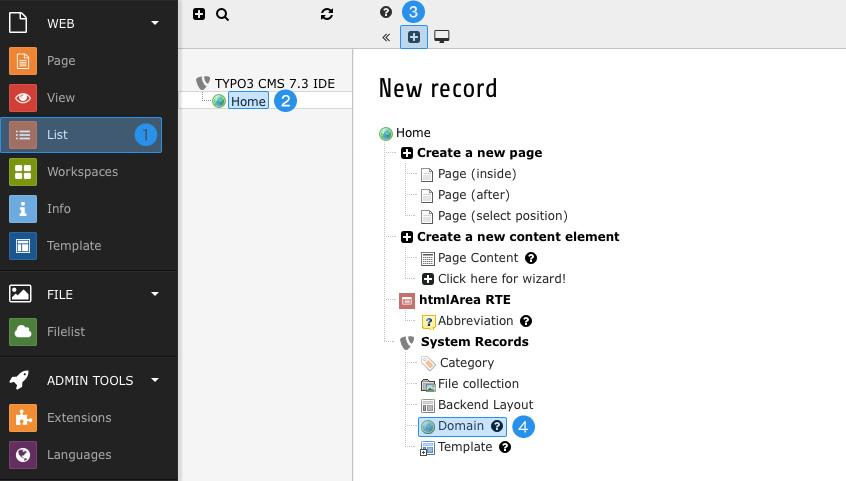 WEB
Page
View
List 1
Workspaces
Info
Template
FILE
Filelist
ADMIN TOOLS
Extensions
Languages
TYPO3 CMS 7.3 IDE
Home 2
3
New record
Home
Create a new page
Page (inside)
Page (after)
Page (select position)
Create a new content element
Page Content
Click here for wizard!
htmlArea RTE
Abbreviation
System Records
Category
File collection
Backend Layout
Domain 4
Template